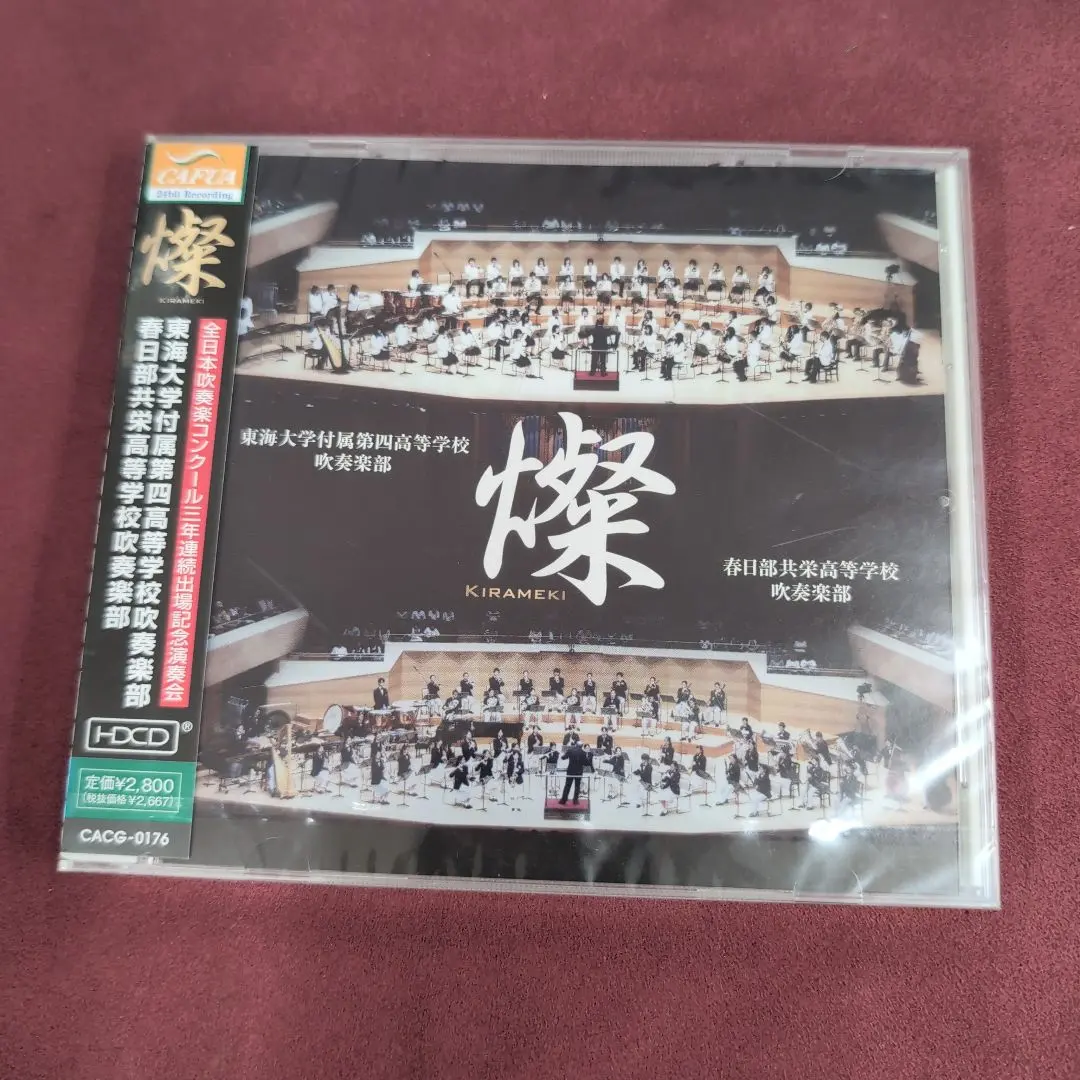 CAFUA
24bit Recording
燦
KIRAMEKI
全日本吹奏楽コンクール三年連続出場記念演奏会
東海大学付属第四高等学校吹奏楽部
春日部共栄高等学校吹奏楽部
HDCD®
定価¥2,800
(税抜価格¥2,667)
CACG-0176
東海大学付属第四高等学校
吹奏楽部
燦
KIRAMEKI
春日部共栄高等学校
吹奏楽部